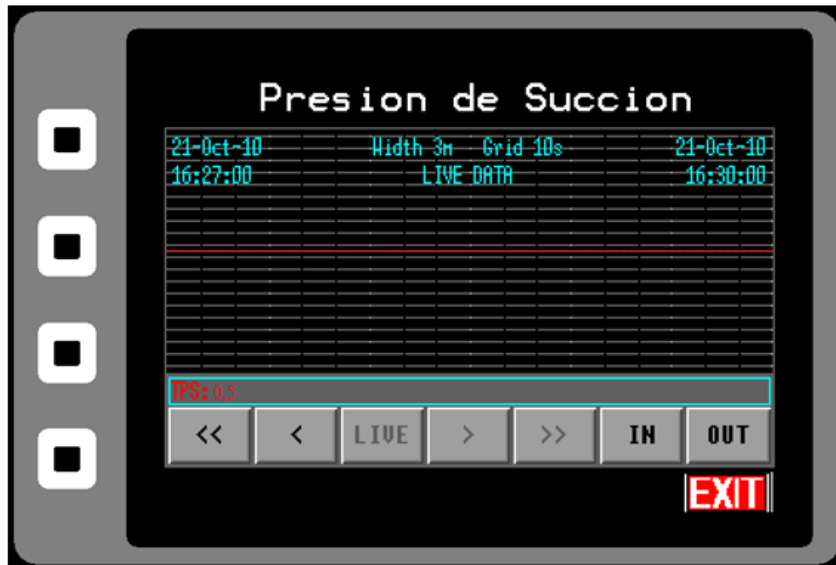 Presion de Succion
21-Oct-10 Width 3m Grid 10s 21-Oct-10
16:27:00 LIVE DATA 16:30:00
TPS: 0,5
<< < LIVE > >> IN OUT
EXIT